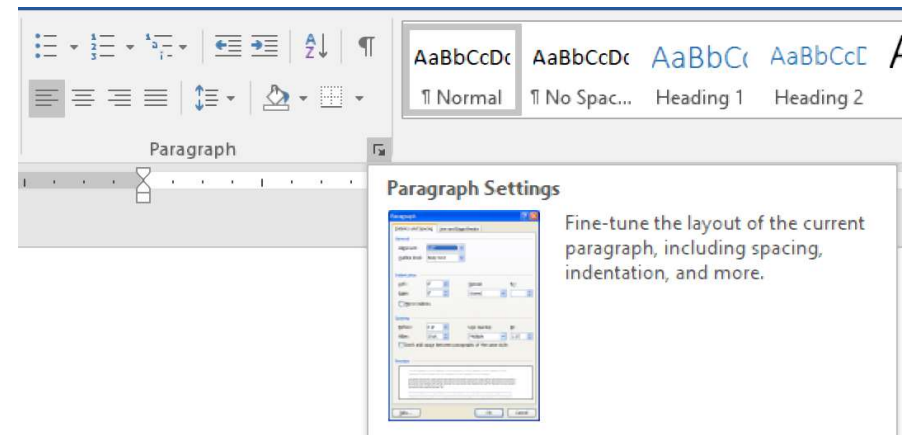 AaBbCcDc AaBbCcDc AaBbC( AaBbCcE
¶ Normal ¶ No Spac... Heading 1 Heading 2
Paragraph
Paragraph Settings
Fine-tune the layout of the current
paragraph, including spacing,
indentation, and more.